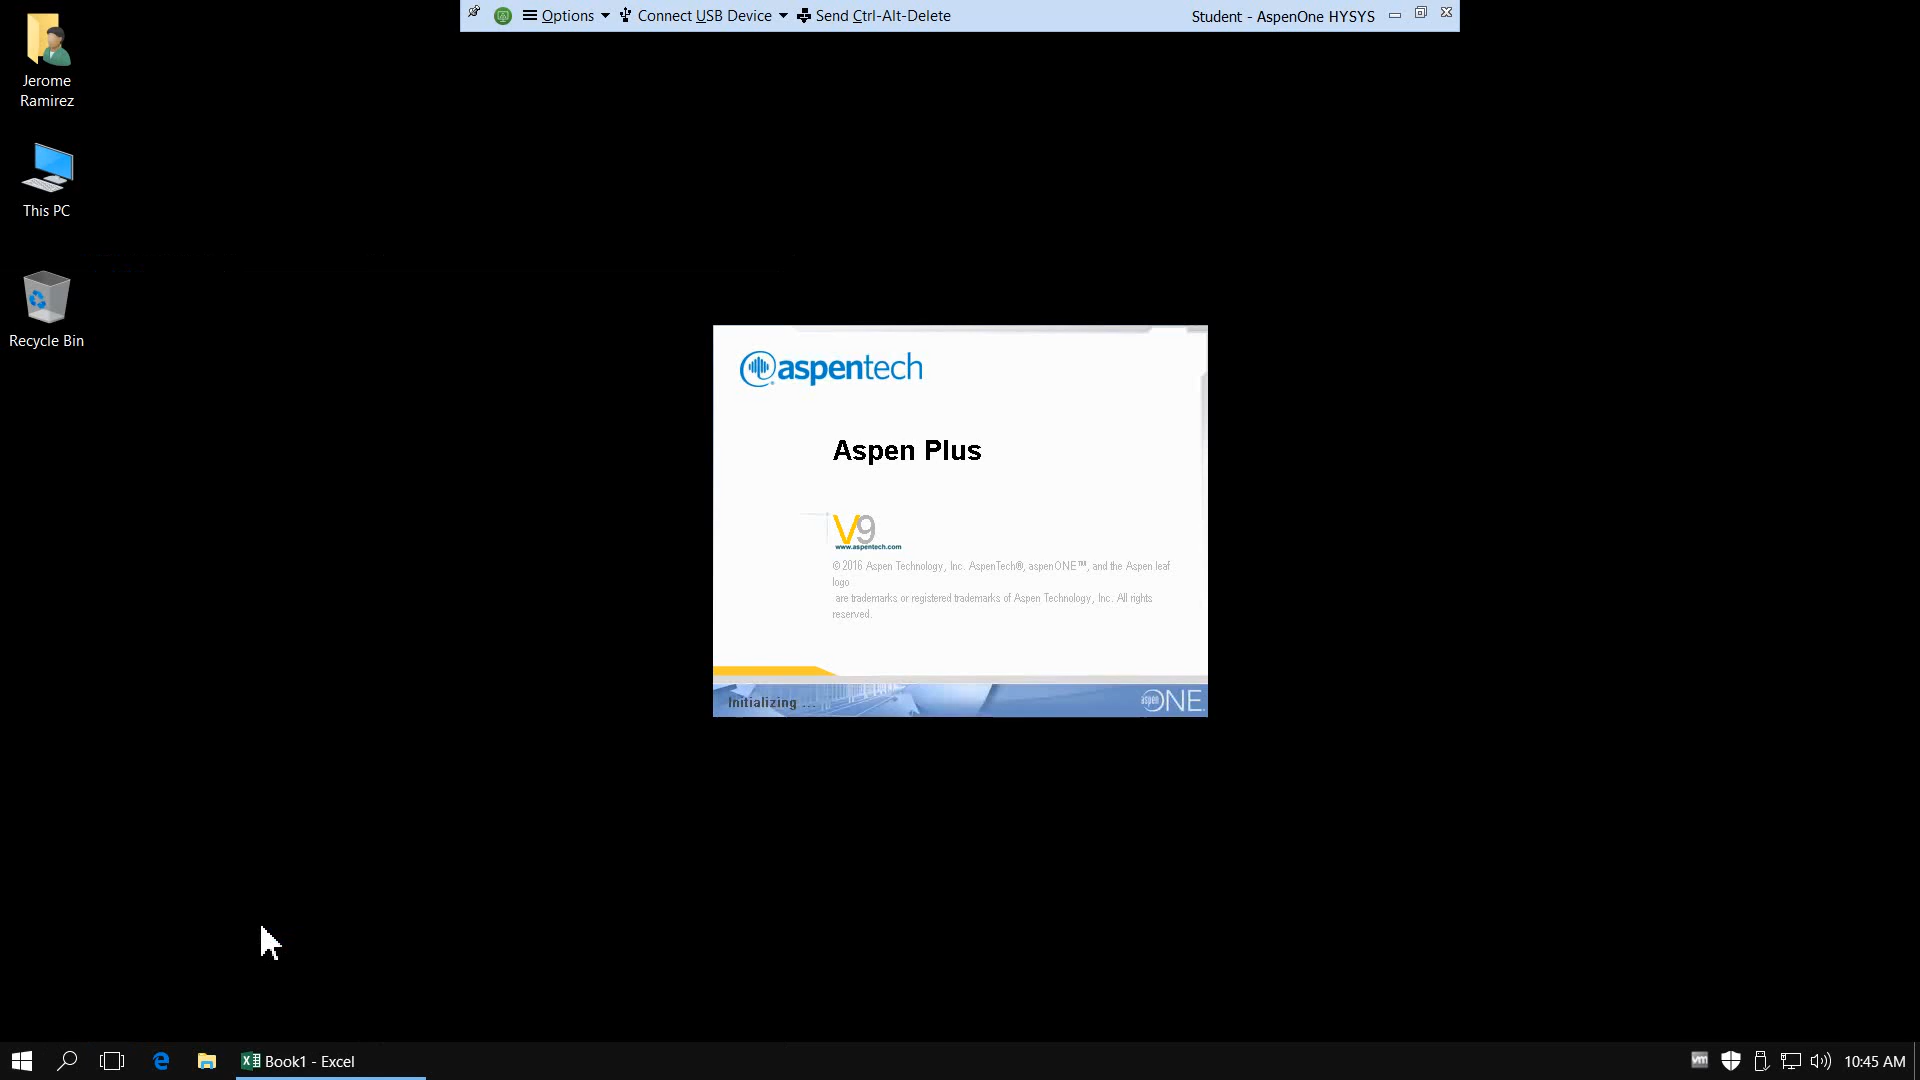 Options
Connect USB Device
Send Ctrl-Alt-Delete
Student - AspenOne HYSYS
Jerome
Ramirez
This PC
Recycle Bin
aspentech
Aspen Plus
V9
www.aspentech.com
© 2016 Aspen Technology, Inc. AspenTech®, aspenONE™, and the Aspen leaf
logo
are trademarks or registered trademarks of Aspen Technology, Inc. All rights
reserved.
Initializing ...
aspenONE
Book1 - Excel
vm
10:45 AM